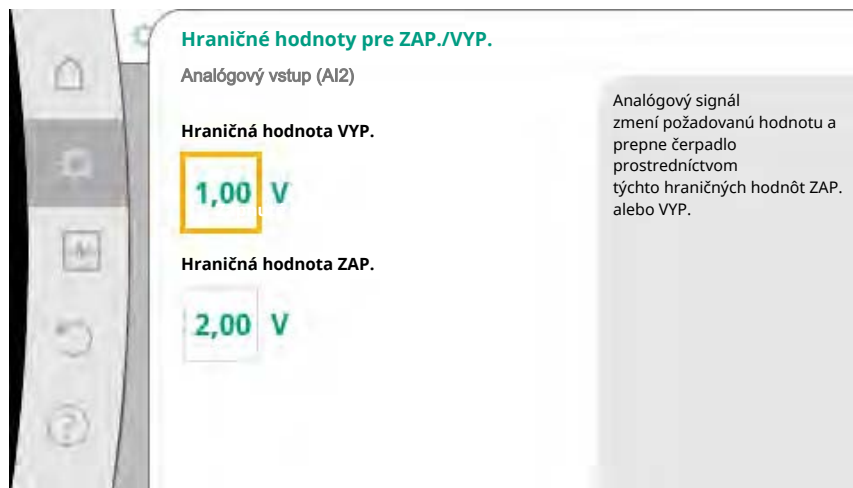 Hraničné hodnoty pre ZAP./VYP.
Analógový vstup (AI2)
Hraničná hodnota VYP.
1,00 V
Hraničná hodnota ZAP.
2,00 V
Analógový signál
zmení požadovanú hodnotu a
prepne čerpadlo
prostredníctvom
týchto hraničných hodnôt ZAP.
alebo VYP.